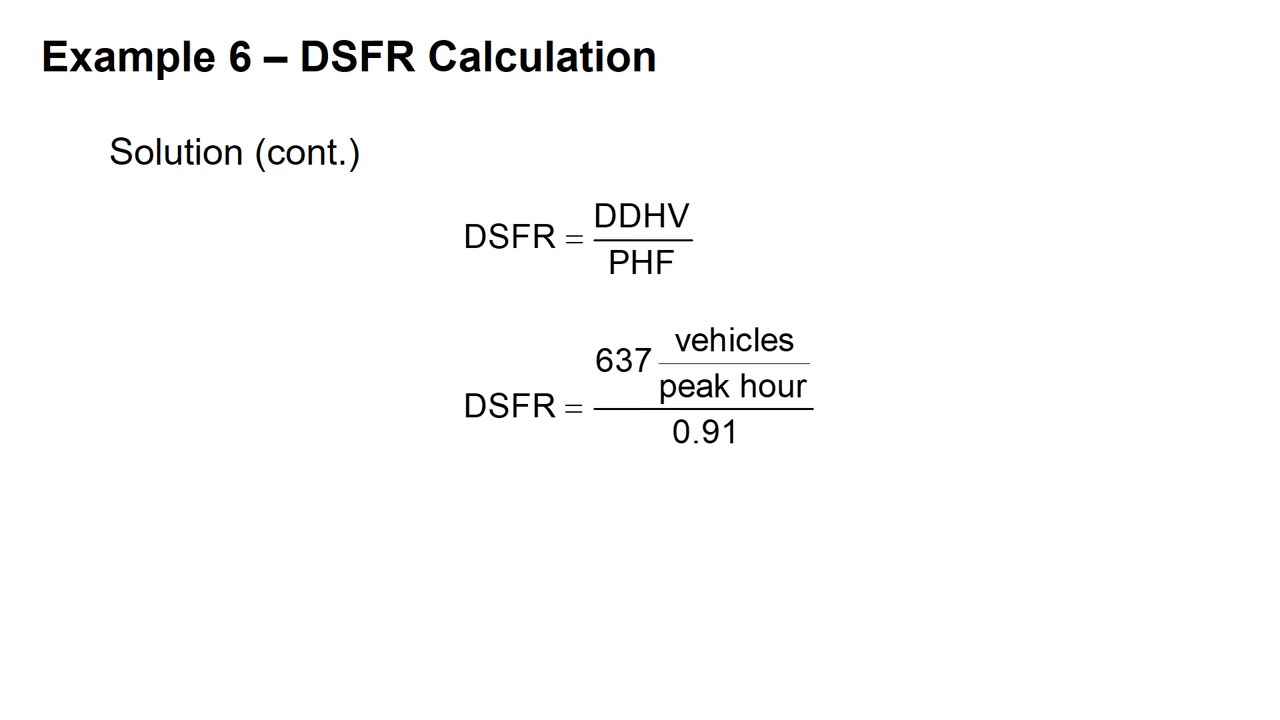 Example 6 – DSFR Calculation
Solution (cont.)
DSFR = DDHV / PHF
DSFR = 637 vehicles / peak hour / 0.91